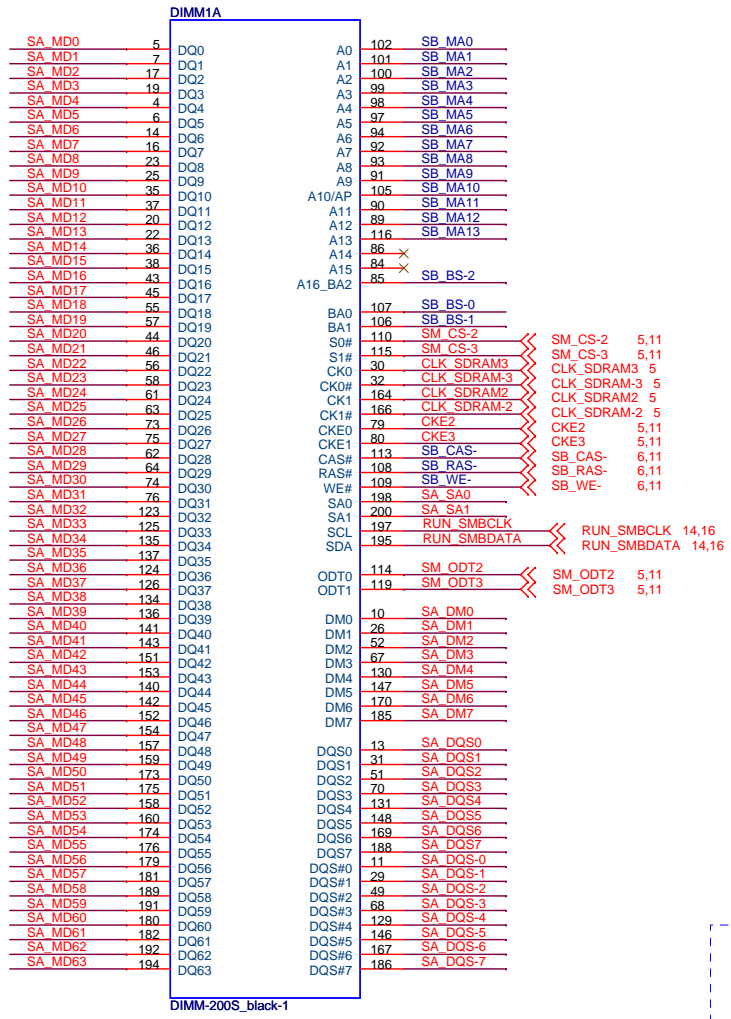 DIMM1A
SA_MD0 5 DQ0 A0 102 SB_MA0
SA_MD1 7 DQ1 A1 101 SB_MA1
SA_MD2 17 DQ2 A2 100 SB_MA2
SA_MD3 19 DQ3 A3 99 SB_MA3
SA_MD4 4 DQ4 A4 98 SB_MA4
SA_MD5 6 DQ5 A5 97 SB_MA5
SA_MD6 14 DQ6 A6 94 SB_MA6
SA_MD7 16 DQ7 A7 92 SB_MA7
SA_MD8 23 DQ8 A8 93 SB_MA8
SA_MD9 25 DQ9 A9 91 SB_MA9
SA_MD10 35 DQ10 A10/AP 105 SB_MA10
SA_MD11 37 DQ11 A11 90 SB_MA11
SA_MD12 20 DQ12 A12 89 SB_MA12
SA_MD13 22 DQ13 A13 116 SB_MA13
SA_MD14 36 DQ14 A14 86
SA_MD15 38 DQ15 A15 84
SA_MD16 43 DQ16 A16_BA2 85 SB_BS-2
SA_MD17 45 DQ17
SA_MD18 55 DQ18 BA0 107 SB_BS-0
SA_MD19 57 DQ19 BA1 106 SB_BS-1
SA_MD20 44 DQ20 S0# 110 SM_CS-2 SM_CS-2 5,11
SA_MD21 46 DQ21 S1# 115 SM_CS-3 SM_CS-3 5,11
SA_MD22 56 DQ22 CK0 30 CLK_SDRAM3 CLK_SDRAM3 5
SA_MD23 58 DQ23 CK0# 32 CLK_SDRAM-3 CLK_SDRAM-3 5
SA_MD24 61 DQ24 CK1 164 CLK_SDRAM2 CLK_SDRAM2 5
SA_MD25 63 DQ25 CK1# 166 CLK_SDRAM-2 CLK_SDRAM-2 5
SA_MD26 73 DQ26 CKE0 79 CKE2 CKE2 5,11
SA_MD27 75 DQ27 CKE1 80 CKE3 CKE3 5,11
SA_MD28 62 DQ28 CAS# 113 SB_CAS- SB_CAS- 6,11
SA_MD29 64 DQ29 RAS# 108 SB_RAS- SB_RAS- 6,11
SA_MD30 74 DQ30 WE# 109 SB_WE- SB_WE- 6,11
SA_MD31 76 DQ31 SA0 198 SA_SA0
SA_MD32 123 DQ32 SA1 200 SA_SA1
SA_MD33 125 DQ33 SCL 197 RUN_SMBCLK RUN_SMBCLK 14,16
SA_MD34 135 DQ34 SDA 195 RUN_SMBDATA RUN_SMBDATA 14,16
SA_MD35 137 DQ35
SA_MD36 124 DQ36 ODT0 114 SM_ODT2 SM_ODT2 5,11
SA_MD37 126 DQ37 ODT1 119 SM_ODT3 SM_ODT3 5,11
SA_MD38 134 DQ38
SA_MD39 136 DQ39 DM0 10 SA_DM0
SA_MD40 141 DQ40 DM1 26 SA_DM1
SA_MD41 143 DQ41 DM2 52 SA_DM2
SA_MD42 151 DQ42 DM3 67 SA_DM3
SA_MD43 153 DQ43 DM4 130 SA_DM4
SA_MD44 140 DQ44 DM5 147 SA_DM5
SA_MD45 142 DQ45 DM6 170 SA_DM6
SA_MD46 152 DQ46 DM7 185 SA_DM7
SA_MD47 154 DQ47
SA_MD48 157 DQ48 DQS0 13 SA_DQS0
SA_MD49 159 DQ49 DQS1 31 SA_DQS1
SA_MD50 173 DQ50 DQS2 51 SA_DQS2
SA_MD51 175 DQ51 DQS3 70 SA_DQS3
SA_MD52 158 DQ52 DQS4 131 SA_DQS4
SA_MD53 160 DQ53 DQS5 148 SA_DQS5
SA_MD54 174 DQ54 DQS6 169 SA_DQS6
SA_MD55 176 DQ55 DQS7 188 SA_DQS7
SA_MD56 179 DQ56 DQS#0 11 SA_DQS-0
SA_MD57 181 DQ57 DQS#1 29 SA_DQS-1
SA_MD58 189 DQ58 DQS#2 49 SA_DQS-2
SA_MD59 191 DQ59 DQS#3 68 SA_DQS-3
SA_MD60 180 DQ60 DQS#4 129 SA_DQS-4
SA_MD61 182 DQ61 DQS#5 146 SA_DQS-5
SA_MD62 192 DQ62 DQS#6 167 SA_DQS-6
SA_MD63 194 DQ63 DQS#7 186 SA_DQS-7
DIMM-200S_black-1